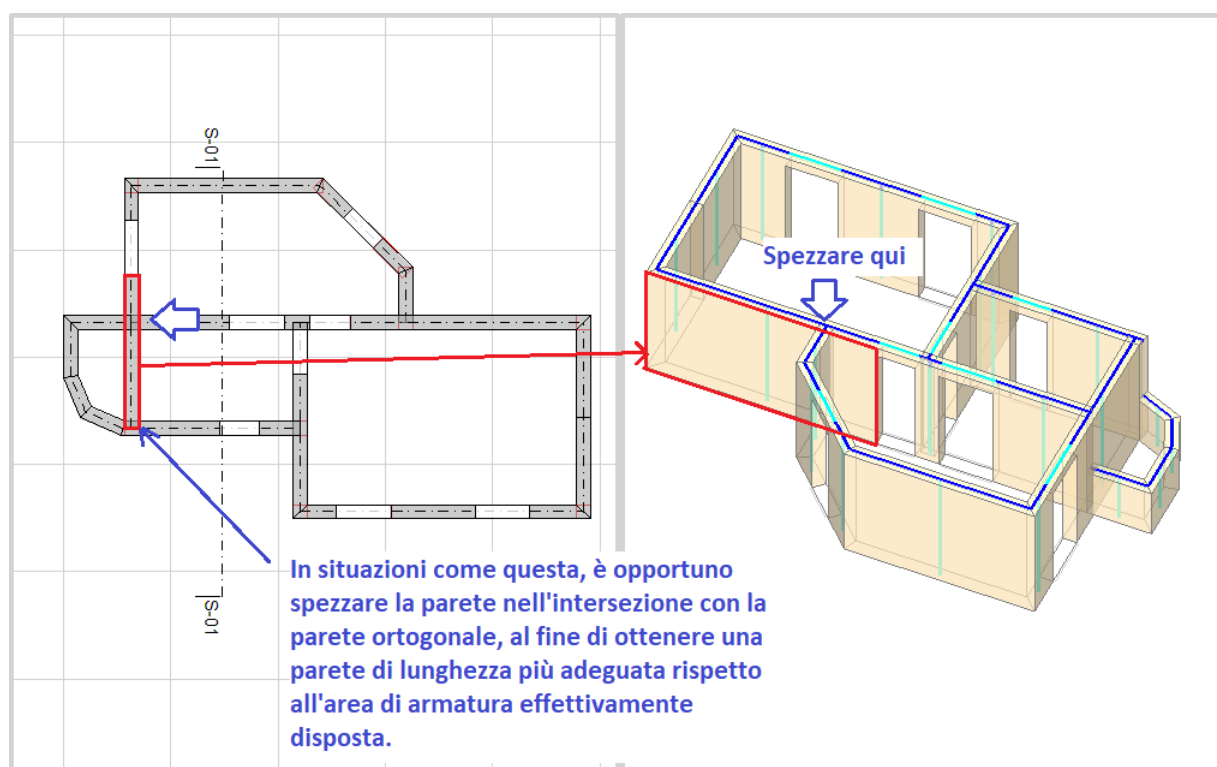 S-01
Spezzare qui
In situazioni come questa, è opportuno
spezzare la parete nell'intersezione con la
parete ortogonale, al fine di ottenere una
parete di lunghezza più adeguata rispetto
all'area di armatura effettivamente
disposta.
S-01